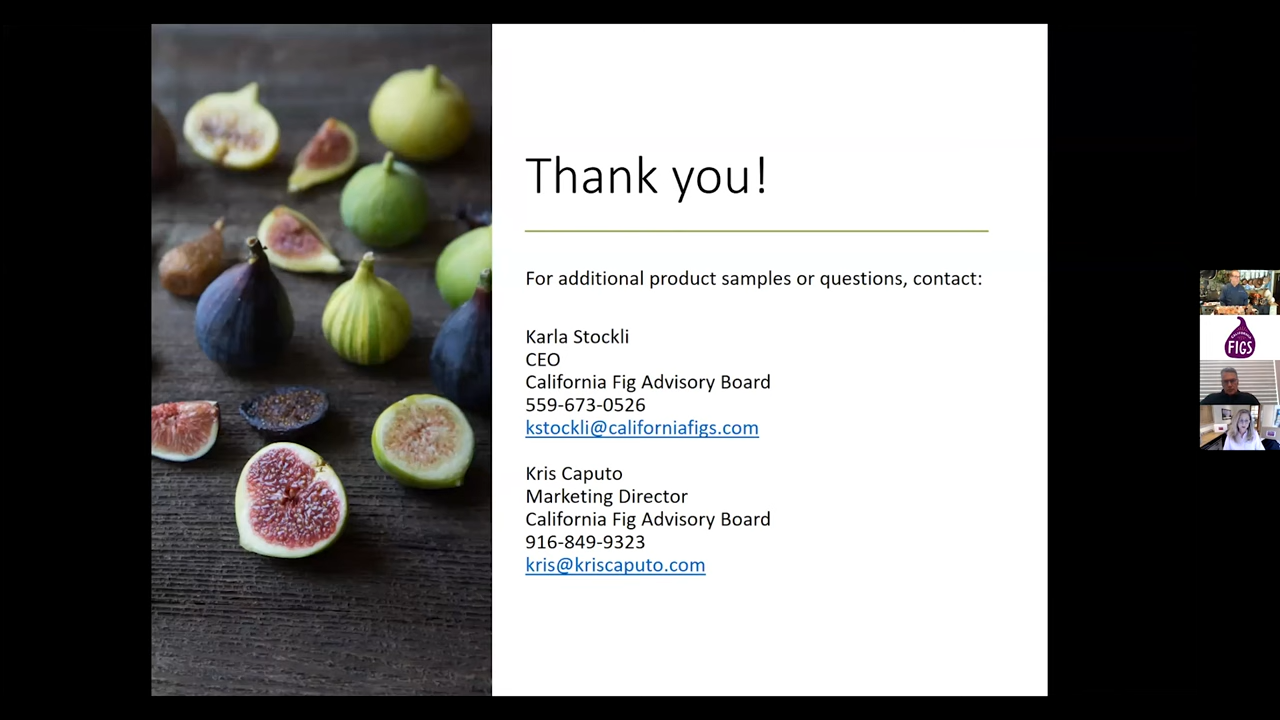 Thank you!
For additional product samples or questions, contact:
Karla Stockli
CEO
California Fig Advisory Board
559-673-0526
kstockli@californiafigs.com
Kris Caputo
Marketing Director
California Fig Advisory Board
916-849-9323
kris@kriscaputo.com
CALIFORNIA
FIGS